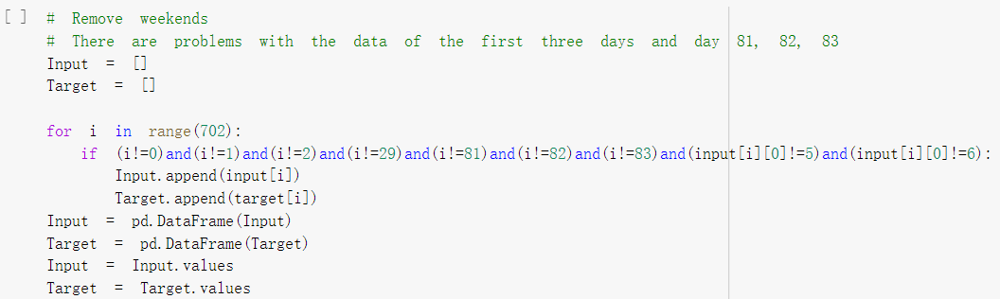 [ ] # Remove weekends
# There are problems with the data of the first three days and day 81, 82, 83
Input = []
Target = []
for i in range(702):
if (i!=0)and(i!=1)and(i!=2)and(i!=29)and(i!=81)and(i!=82)and(i!=83)and(input[i][0]!=5)and(input[i][0]!=6):
Input.append(input[i])
Target.append(target[i])
Input = pd.DataFrame(Input)
Target = pd.DataFrame(Target)
Input = Input.values
Target = Target.values